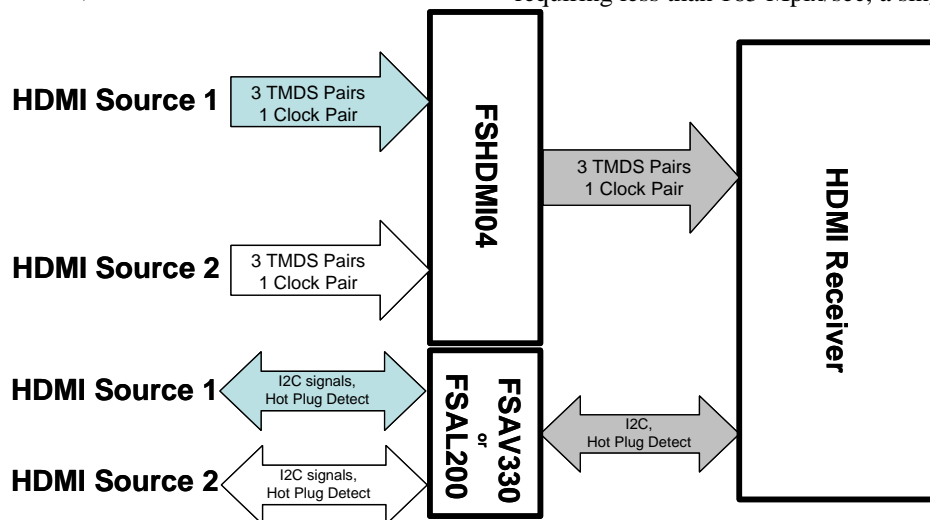 HDMI Source 1
3 TMDS Pairs
1 Clock Pair
FSHDMI04
3 TMDS Pairs
1 Clock Pair
HDMI Receiver
HDMI Source 2
3 TMDS Pairs
1 Clock Pair
HDMI Source 1
I2C signals,
Hot Plug Detect
FSAV330
or
FSAL200
I2C,
Hot Plug Detect
HDMI Source 2
I2C signals,
Hot Plug Detect